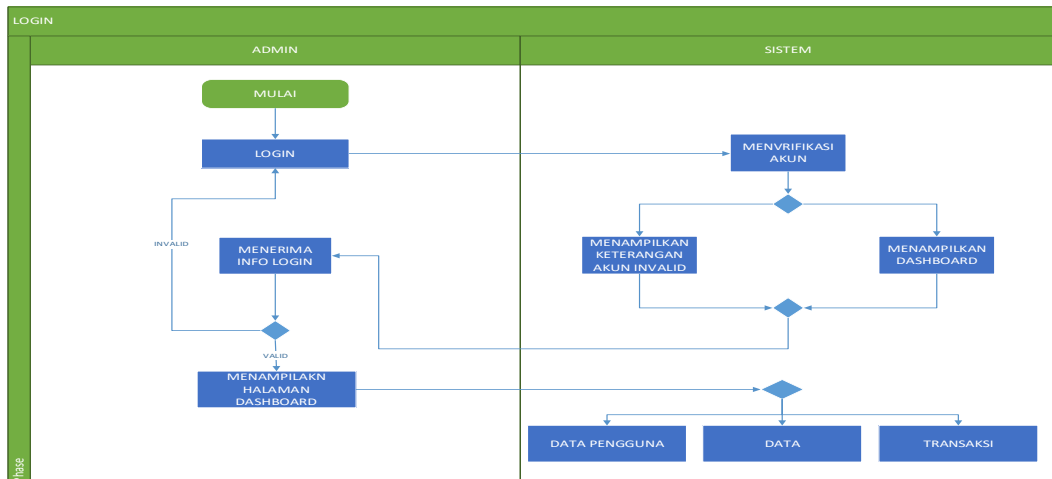 LOGIN
ADMIN
SISTEM
MULAI
LOGIN
MENVRIFIKASI
AKUN
INVALID
MENERIMA
INFO LOGIN
MENAMPILKAN
KETERANGAN
AKUN INVALID
MENAMPILKAN
DASHBOARD
VALID
MENAMPILAKN
HALAMAN
DASHBOARD
DATA PENGGUNA
DATA
TRANSAKSI